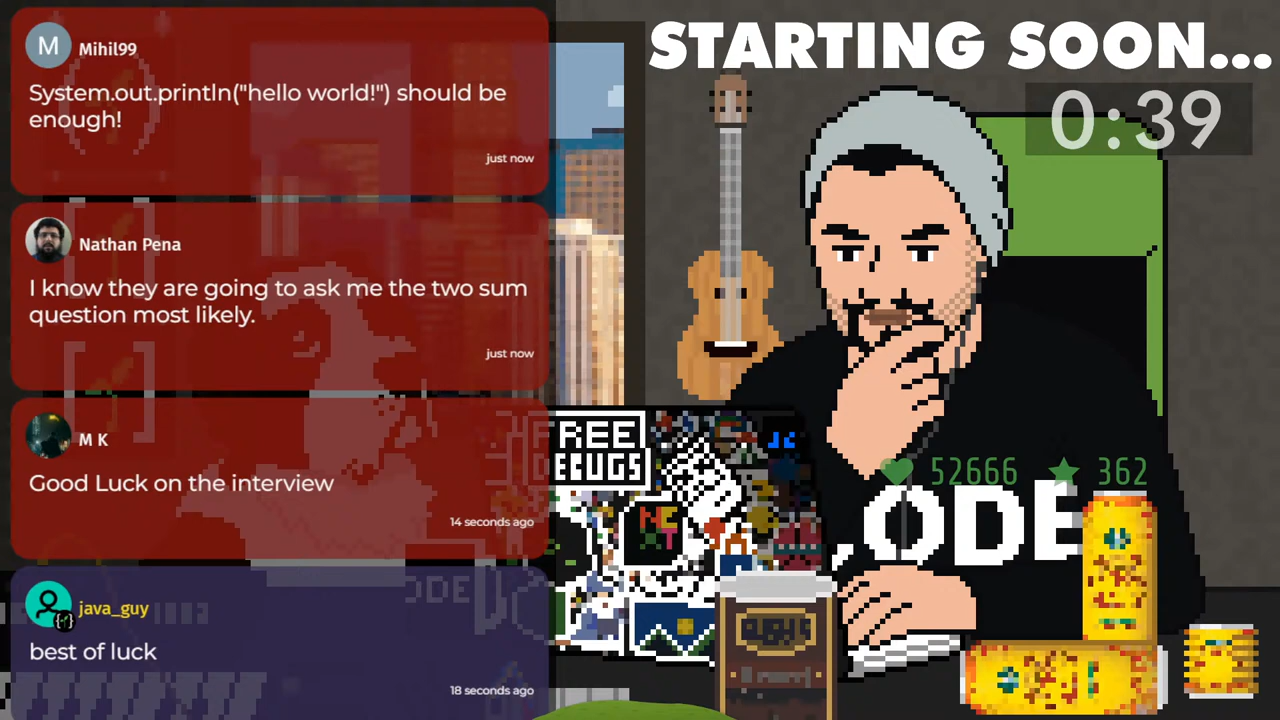 STARTING SOON...
0:39
M
Mihil99
System.out.println("hello world!") should be
enough!
just now
Nathan Pena
I know they are going to ask me the two sum
question most likely.
just now
M K
Good Luck on the interview
14 seconds ago
java_guy
best of luck
18 seconds ago
52666
362
ODE